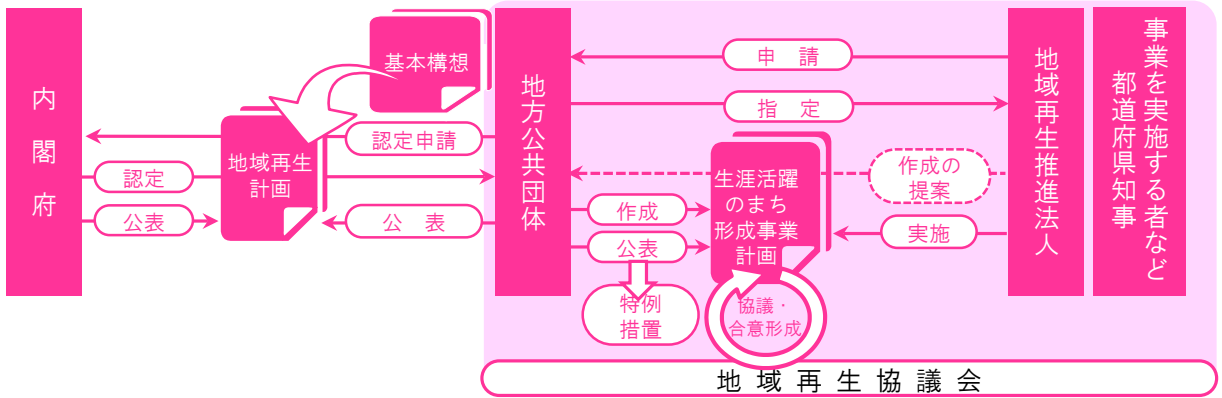 内閣府
基本構想
認定申請
地域再生
計画
認定
公表
公表
地方公共団体
申請
指定
作成の
提案
生涯活躍
のまち
形成事業
計画
作成
公表
実施
特例
措置
協議・
合意形成
地域再生推進法人
事業を実施する者など
都道府県知事
地域再生協議会